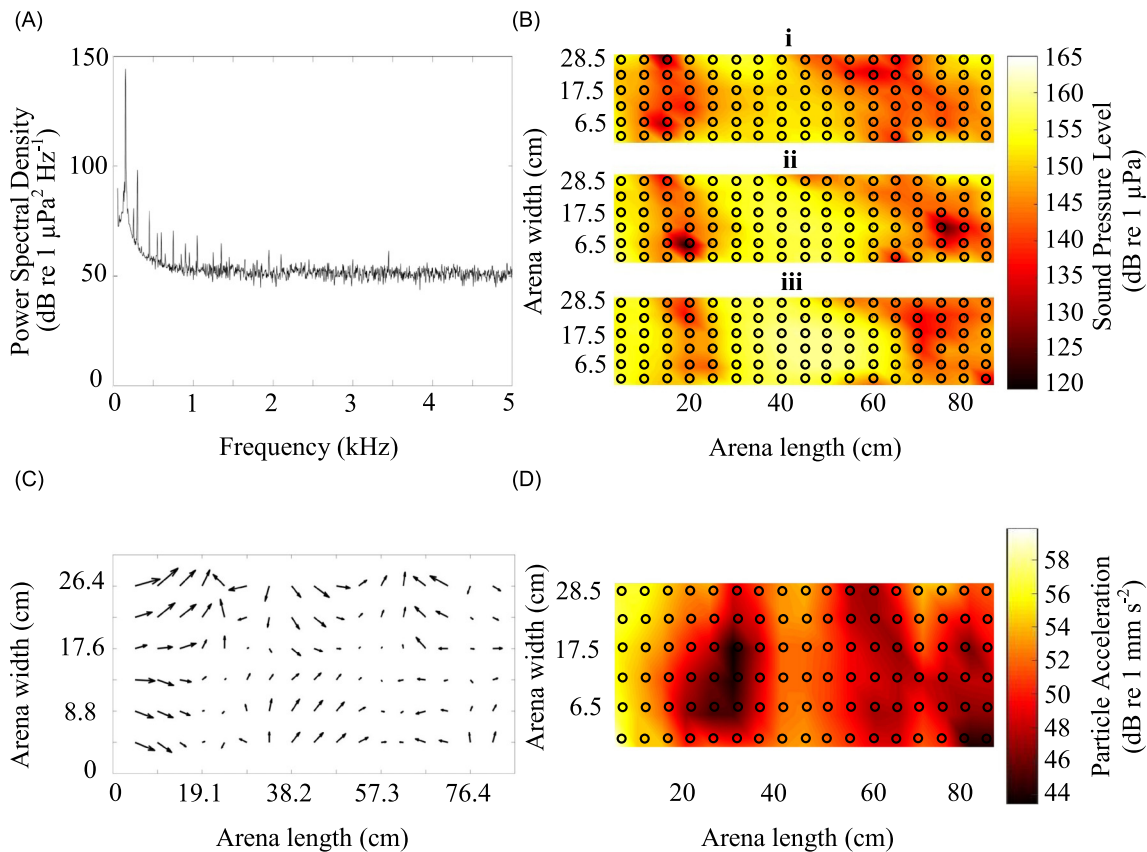 (A)
150
100
50
0
Power Spectral Density
(dB re 1 μPa² Hz⁻¹)
0 1 2 3 4 5
Frequency (kHz)
(B)
i
28.5
17.5
6.5
ii
28.5
17.5
6.5
iii
28.5
17.5
6.5
Arena width (cm)
20 40 60 80
Arena length (cm)
165
160
155
150
145
140
135
130
125
120
Sound Pressure Level
(dB re 1 μPa)
(C)
26.4
17.6
8.8
0
Arena width (cm)
0 19.1 38.2 57.3 76.4
Arena length (cm)
(D)
28.5
17.5
6.5
Arena width (cm)
20 40 60 80
Arena length (cm)
58
56
54
52
50
48
46
44
Particle Acceleration
(dB re 1 mm s⁻²)